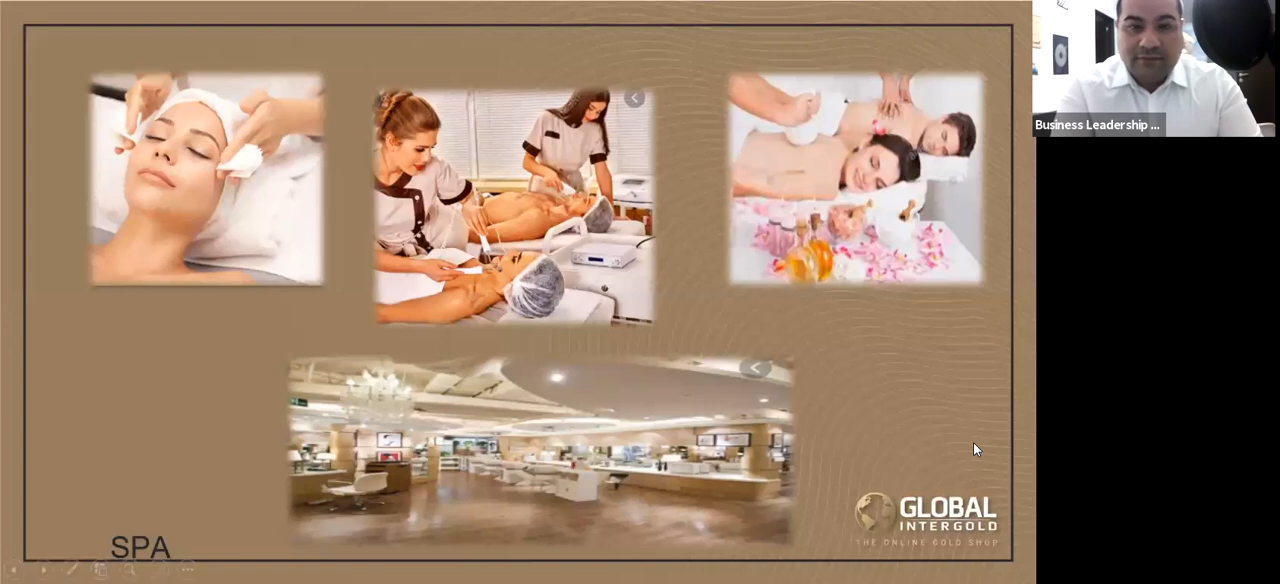 Business Leadership ...
GLOBAL
INTERGOLD
THE ONLINE GOLD SHOP
SPA